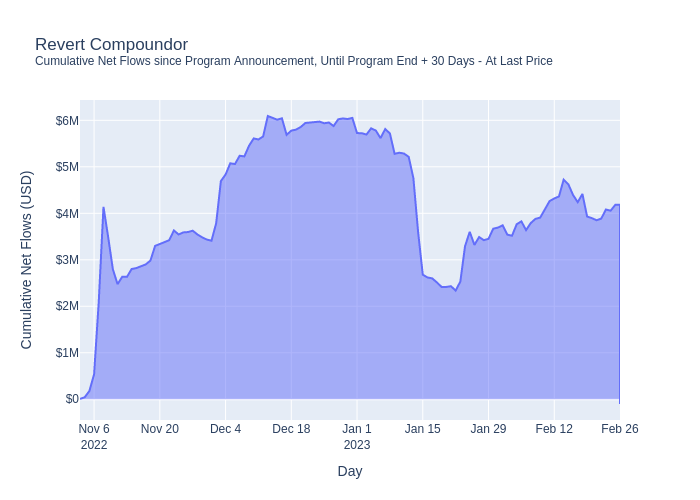 Revert Compoundor
Cumulative Net Flows since Program Announcement, Until Program End + 30 Days - At Last Price
Cumulative Net Flows (USD)
$6M
$5M
$4M
$3M
$2M
$1M
$0
Nov 6
2022
Nov 20
Dec 4
Dec 18
Jan 1
2023
Jan 15
Jan 29
Feb 12
Feb 26
Day